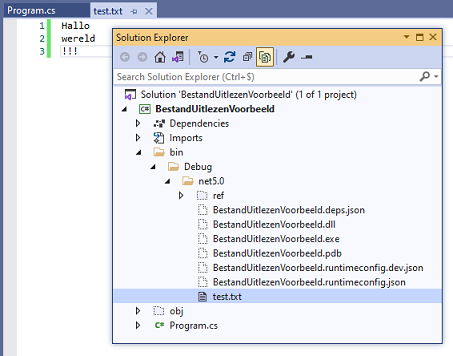 Program.cs
test.txt
1 Hallo
2 wereld
3 !!!
Solution Explorer
Search Solution Explorer (Ctrl+$)
Solution 'BestandUitlezenVoorbeeld' (1 of 1 project)
BestandUitlezenVoorbeeld
Dependencies
Imports
bin
Debug
net5.0
ref
BestandUitlezenVoorbeeld.deps.json
BestandUitlezenVoorbeeld.dll
BestandUitlezenVoorbeeld.exe
BestandUitlezenVoorbeeld.pdb
BestandUitlezenVoorbeeld.runtimeconfig.dev.json
BestandUitlezenVoorbeeld.runtimeconfig.json
test.txt
obj
C# Program.cs